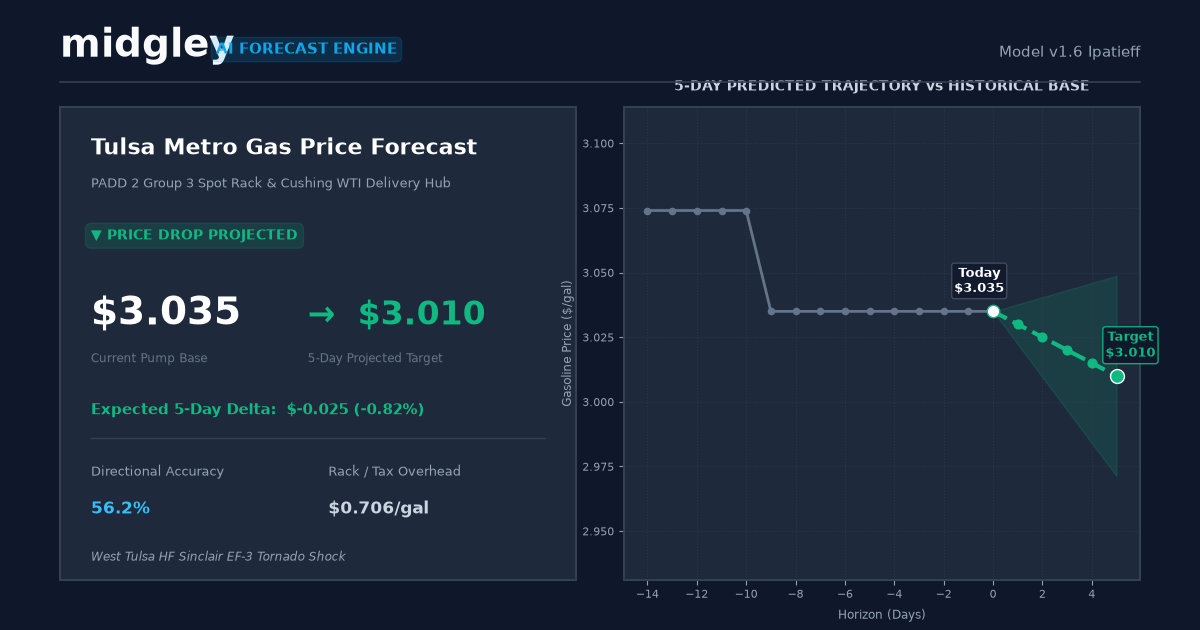 midgley
AI FORECAST ENGINE
Model v1.6 Ipatieff
Tulsa Metro Gas Price Forecast
PADD 2 Group 3 Spot Rack & Cushing WTI Delivery Hub
▼ PRICE DROP PROJECTED
$3.035 → $3.010
Current Pump Base 5-Day Projected Target
Expected 5-Day Delta: $-0.025 (-0.82%)
Directional Accuracy Rack / Tax Overhead
56.2% $0.706/gal
West Tulsa HF Sinclair EF-3 Tornado Shock
5-DAY PREDICTED TRAJECTORY vs HISTORICAL BASE
Gasoline Price ($/gal)
3.100
3.075
3.050
3.025
3.000
2.975
2.950
Today
$3.035
Target
$3.010
−14 −12 −10 −8 −6 −4 −2 0 2 4
Horizon (Days)